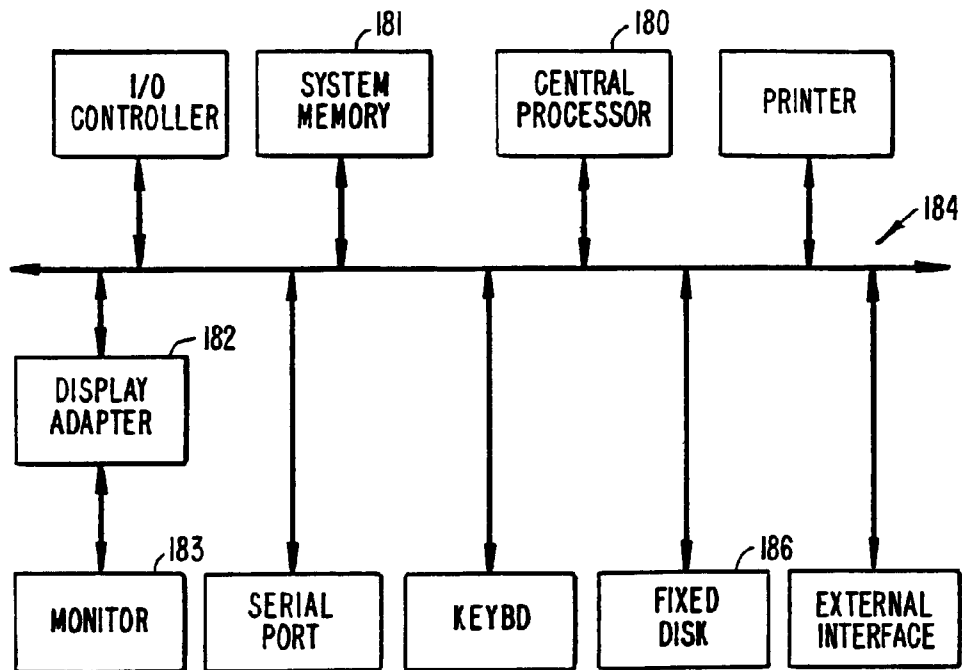 181
180
I/O
CONTROLLER
SYSTEM
MEMORY
CENTRAL
PROCESSOR
PRINTER
184
182
DISPLAY
ADAPTER
183
186
MONITOR
SERIAL
PORT
KEYBD
FIXED
DISK
EXTERNAL
INTERFACE